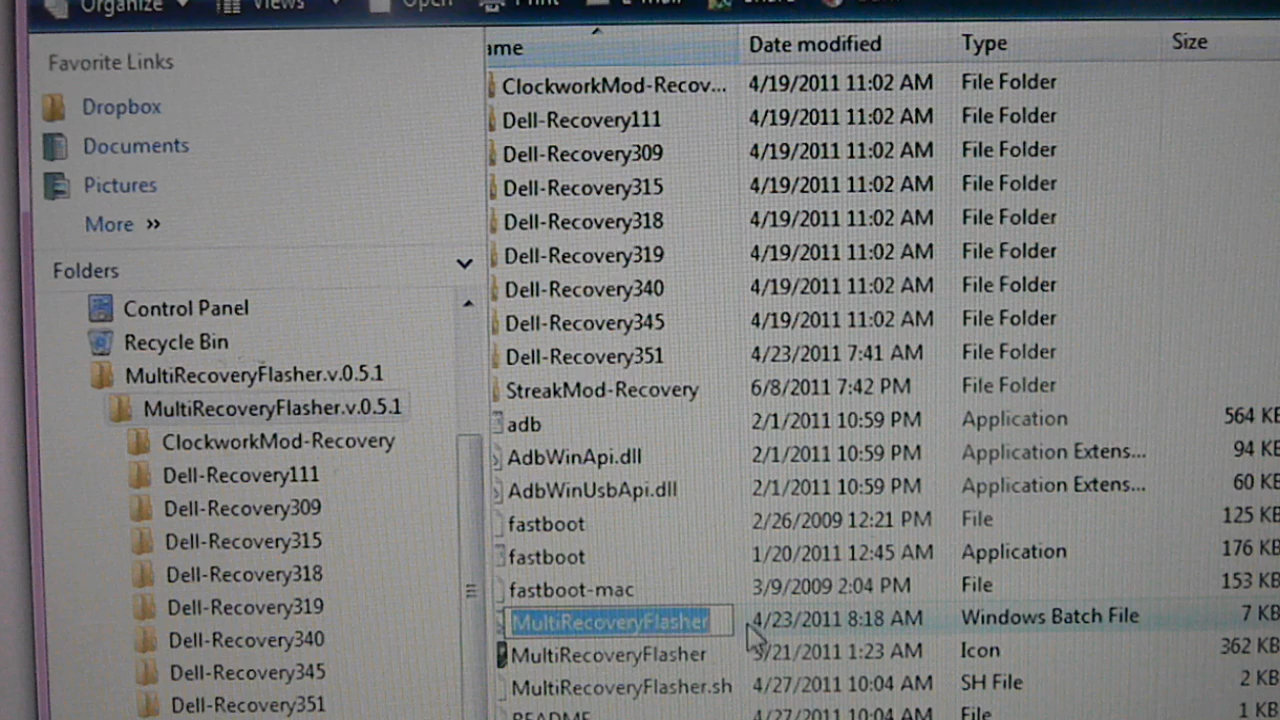 Organize Views Open Print E-mail Share
Favorite Links
Dropbox
Documents
Pictures
More »
Folders
Control Panel
Recycle Bin
MultiRecoveryFlasher.v.0.5.1
MultiRecoveryFlasher.v.0.5.1
ClockworkMod-Recovery
Dell-Recovery111
Dell-Recovery309
Dell-Recovery315
Dell-Recovery318
Dell-Recovery319
Dell-Recovery340
Dell-Recovery345
Dell-Recovery351
ame Date modified Type Size
ClockworkMod-Recov... 4/19/2011 11:02 AM File Folder
Dell-Recovery111 4/19/2011 11:02 AM File Folder
Dell-Recovery309 4/19/2011 11:02 AM File Folder
Dell-Recovery315 4/19/2011 11:02 AM File Folder
Dell-Recovery318 4/19/2011 11:02 AM File Folder
Dell-Recovery319 4/19/2011 11:02 AM File Folder
Dell-Recovery340 4/19/2011 11:02 AM File Folder
Dell-Recovery345 4/19/2011 11:02 AM File Folder
Dell-Recovery351 4/23/2011 7:41 AM File Folder
StreakMod-Recovery 6/8/2011 7:42 PM File Folder
adb 2/1/2011 10:59 PM Application 564 KB
AdbWinApi.dll 2/1/2011 10:59 PM Application Extens... 94 KB
AdbWinUsbApi.dll 2/1/2011 10:59 PM Application Extens... 60 KB
fastboot 2/26/2009 12:21 PM File 125 KB
fastboot 1/20/2011 12:45 AM Application 176 KB
fastboot-mac 3/9/2009 2:04 PM File 153 KB
MultiRecoveryFlasher 4/23/2011 8:18 AM Windows Batch File 7 KB
MultiRecoveryFlasher 3/21/2011 1:23 AM Icon 362 KB
MultiRecoveryFlasher.sh 4/27/2011 10:04 AM SH File 2 KB
README 4/27/2011 10:04 AM File 1 KB